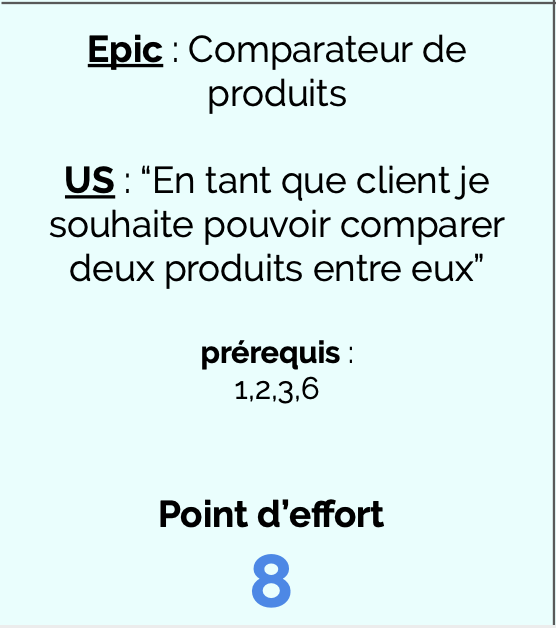 Epic : Comparateur de
produits
US : “En tant que client je
souhaite pouvoir comparer
deux produits entre eux”
prérequis :
1,2,3,6
Point d’effort
8